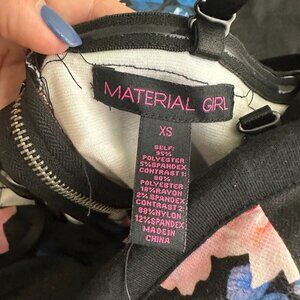 MATERIAL GIRL
XS
SELF:
95%
POLYESTER
5%SPANDEX
CONTRAST 1:
80%
POLYESTER
18%RAYON
2%SPANDEX
CONTRAST 2:
88%NYLON
12%SPANDEX
MADE IN
CHINA